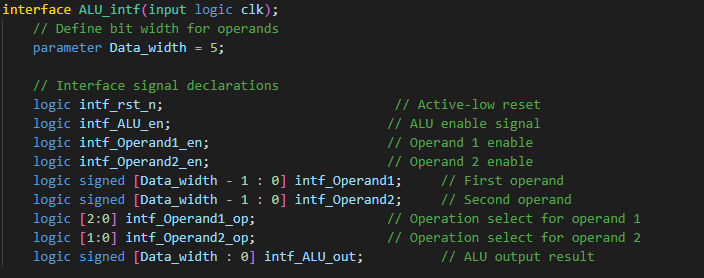 interface ALU_intf(input logic clk);
// Define bit width for operands
parameter Data_width = 5;
// Interface signal declarations
logic intf_rst_n; // Active-low reset
logic intf_ALU_en; // ALU enable signal
logic intf_Operand1_en; // Operand 1 enable
logic intf_Operand2_en; // Operand 2 enable
logic signed [Data_width - 1 : 0] intf_Operand1; // First operand
logic signed [Data_width - 1 : 0] intf_Operand2; // Second operand
logic [2:0] intf_Operand1_op; // Operation select for operand 1
logic [1:0] intf_Operand2_op; // Operation select for operand 2
logic signed [Data_width : 0] intf_ALU_out; // ALU output result